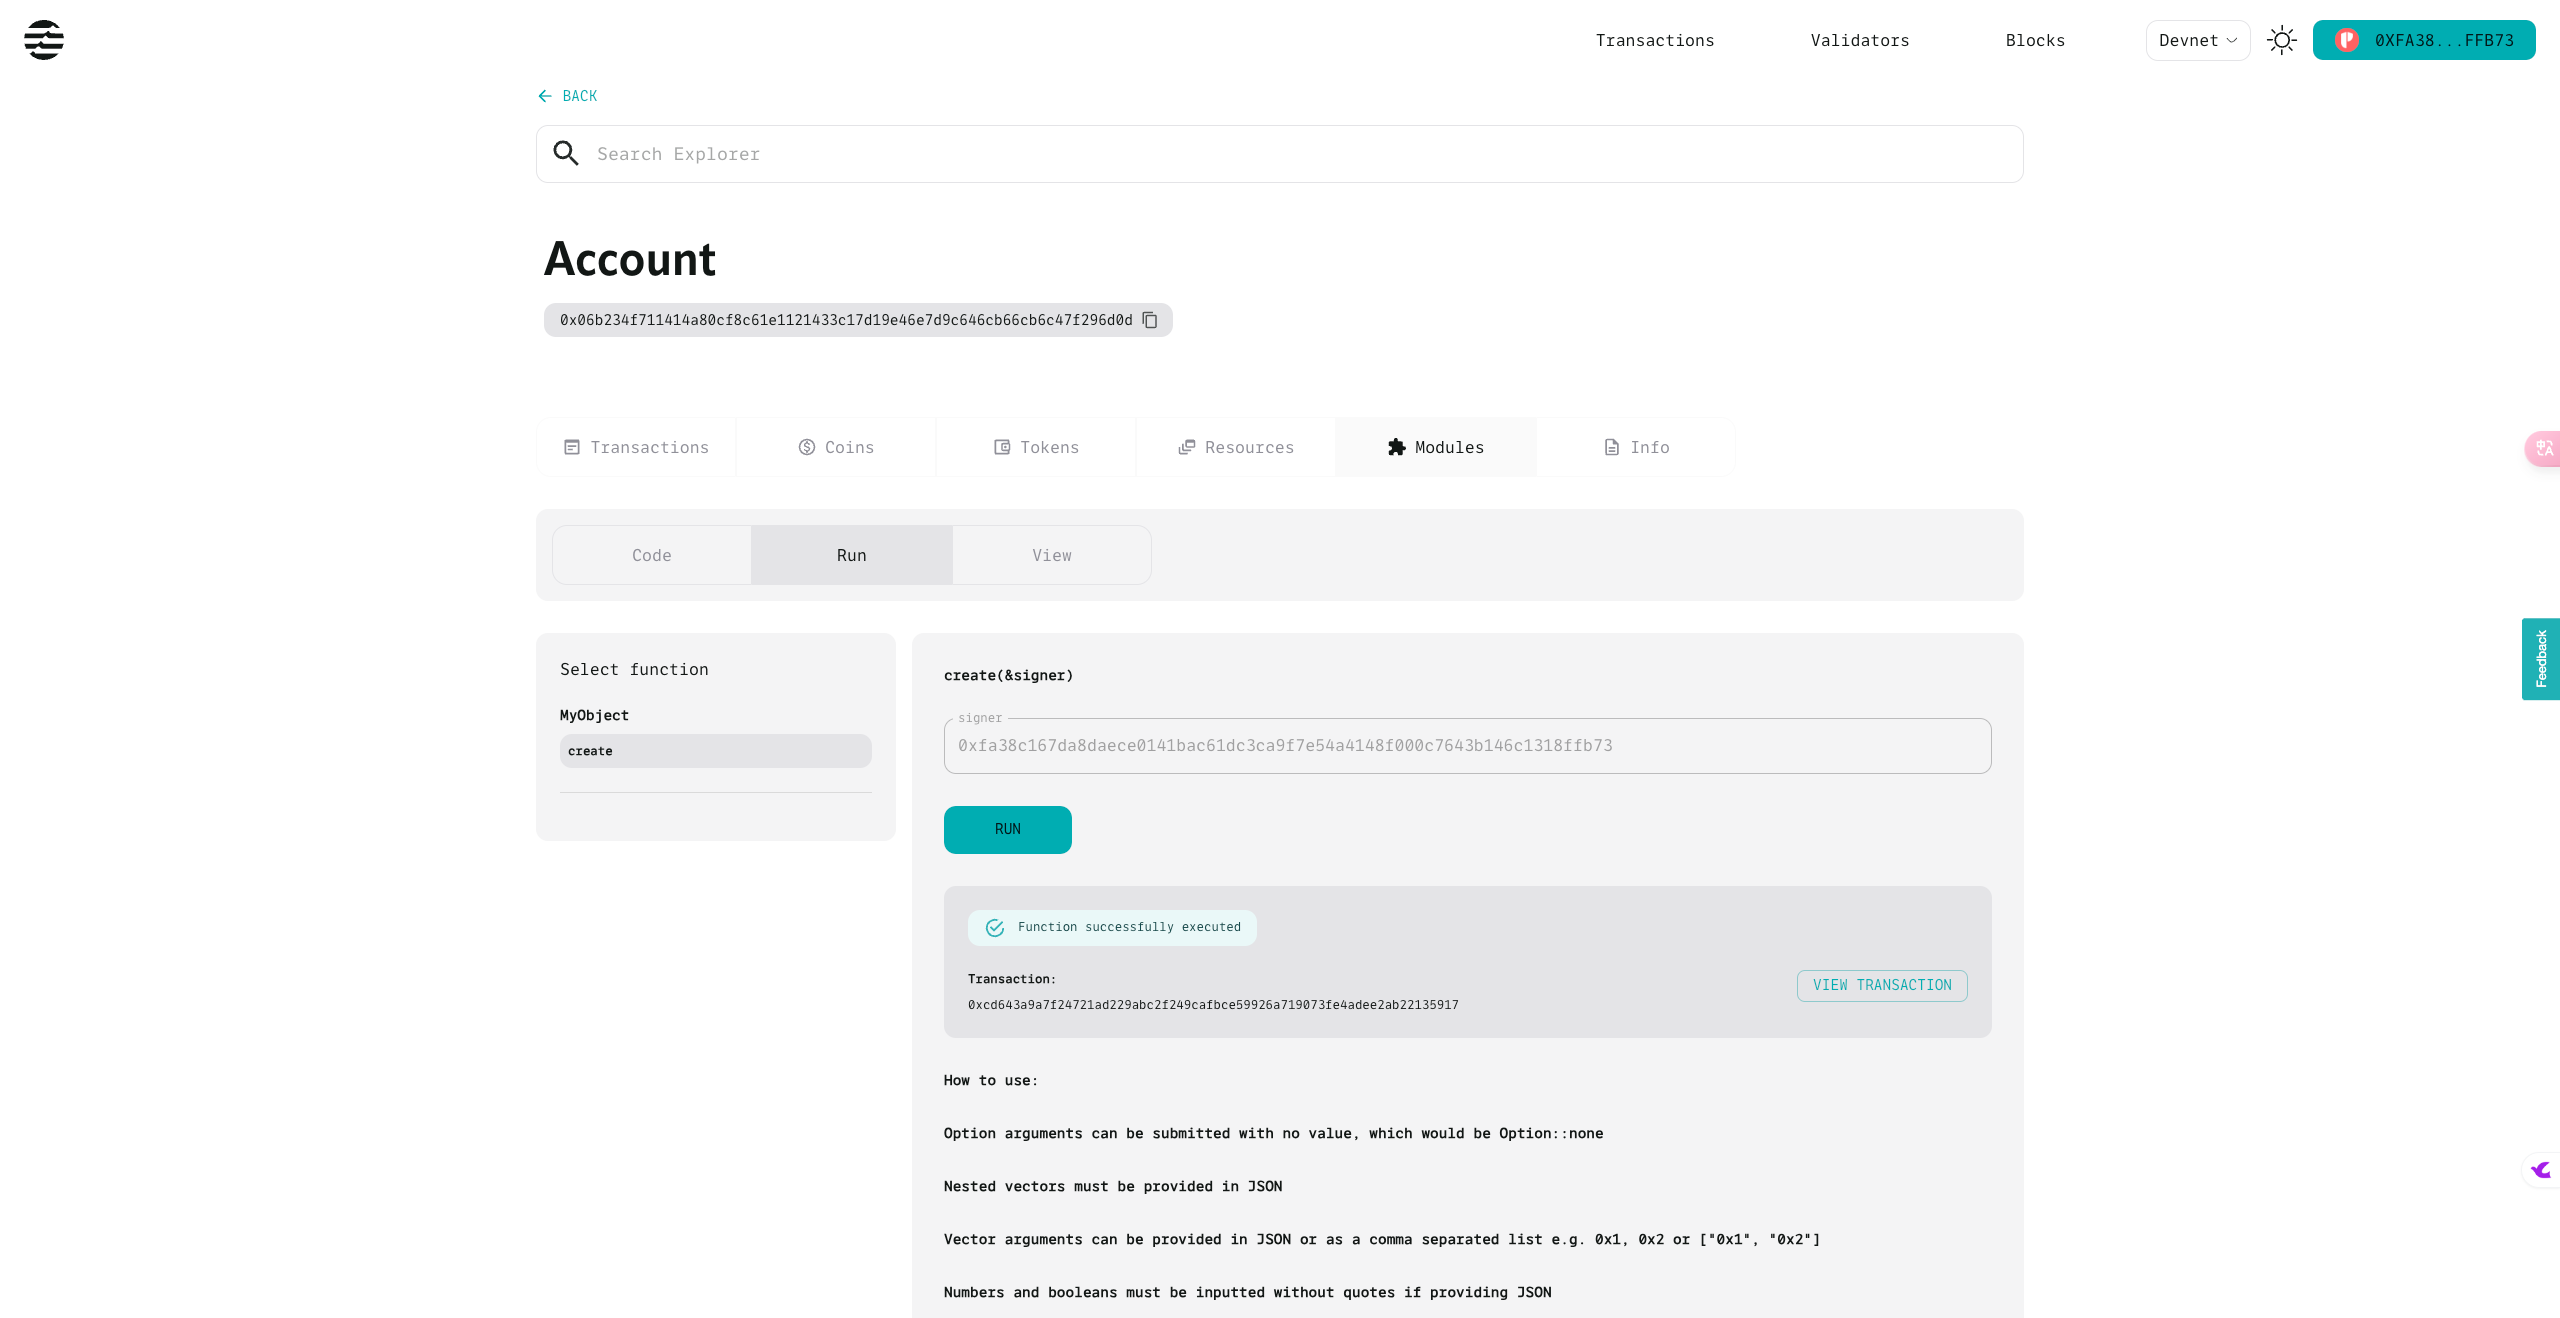 Transactions
Validators
Blocks
Devnet
0XFA38...FFB73
BACK
Search Explorer
Account
0x06b234f711414a80cf8c61e1121433c17d19e46e7d9c646cb66cb6c47f296d0d
Transactions
Coins
Tokens
Resources
Modules
Info
Code
Run
View
Select function
MyObject
create
create(&signer)
signer
0xfa38c167da8daece0141bac61dc3ca9f7e54a4148f000c7643b146c1318ffb73
RUN
Function successfully executed
Transaction:
VIEW TRANSACTION
0xcd643a9a7f24721ad229abc2f249cafbce59926a719073fe4adee2ab22135917
How to use:
Option arguments can be submitted with no value, which would be Option::none
Nested vectors must be provided in JSON
Vector arguments can be provided in JSON or as a comma separated list e.g. 0x1, 0x2 or ["0x1", "0x2"]
Numbers and booleans must be inputted without quotes if providing JSON
Feedback